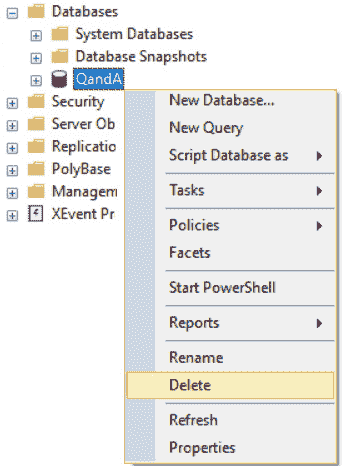 Databases
System Databases
Database Snapshots
QandA
Security
Server Ob
Replicatio
PolyBase
Managem
XEvent Pr
New Database...
New Query
Script Database as
Tasks
Policies
Facets
Start PowerShell
Reports
Rename
Delete
Refresh
Properties